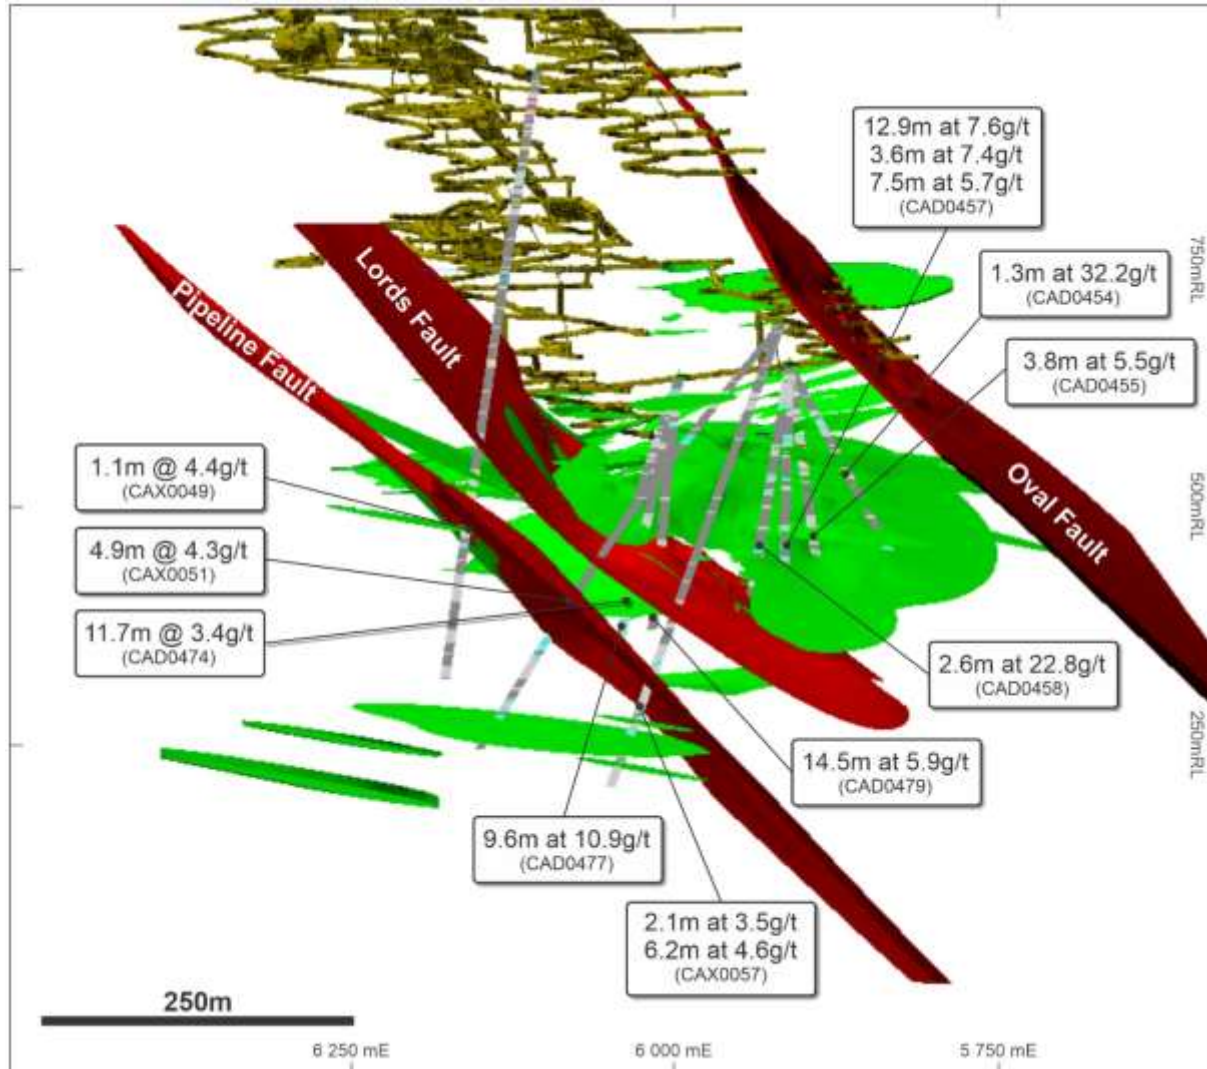 12.9m at 7.6g/t
3.6m at 7.4g/t
7.5m at 5.7g/t
(CAD0457)
750mRL
1.3m at 32.2g/t
(CAD0454)
Lords Fault
Pipeline Fault
3.8m at 5.5g/t
(CAD0455)
1.1m @ 4.4g/t
(CAX0049)
Oval Fault
500mRL
4.9m @ 4.3g/t
(CAX0051)
11.7m @ 3.4g/t
(CAD0474)
2.6m at 22.8g/t
(CAD0458)
250mRL
14.5m at 5.9g/t
(CAD0479)
9.6m at 10.9g/t
(CAD0477)
2.1m at 3.5g/t
6.2m at 4.6g/t
(CAX0057)
250m
6 250 mE
6 000 mE
5 750 mE